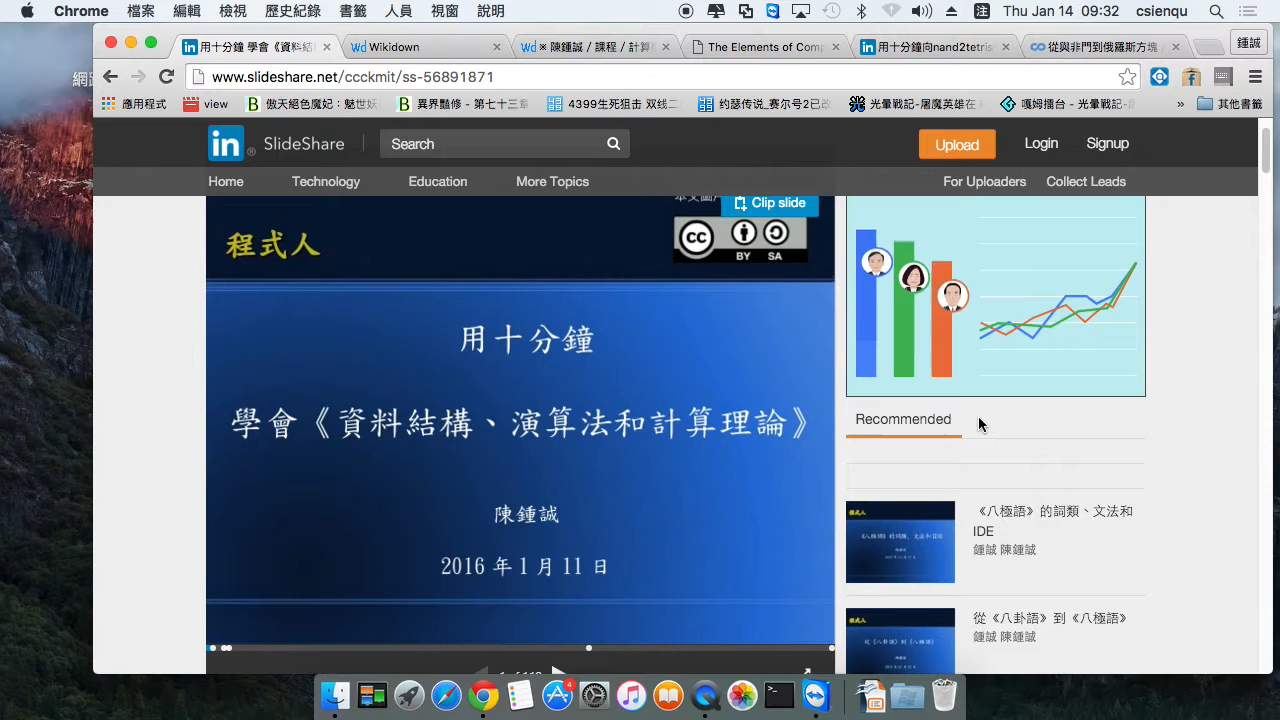 Chrome 檔案 編輯 檢視 歷史紀錄 書籤 人員 視窗 說明 注 Thu Jan 14 09:32 csienqu
用十分鐘 學會《資料結 Wikidown ※ 陳鍾誠 / 課程 / 計算 The Elements of Comp 用十分鐘向nand2tetris 從與非門到俄羅斯方塊 鍾誠
www.slideshare.net/ccckmit/ss-56891871
應用程式 view 傲天絕色魔妃：魅 異界醫修 - 第七十三章 4399生死狙击 双线二 约瑟传说_赛尔号2已改 光暈戰記-屠魔英雄在 嘎姆擂台 - 光暈戰記 » 其他書籤
in SlideShare Search Upload Login Signup
Home Technology Education More Topics For Uploaders Collect Leads
Clip slide
程式人
cc BY SA
用十分鐘
學會《資料結構、演算法和計算理論》
陳鍾誠
2016 年 1 月 11 日
Recommended
《八極語》的詞類、文法和
IDE
鍾誠 陳鍾誠
從《八卦語》到《八極語》
鍾誠 陳鍾誠
4